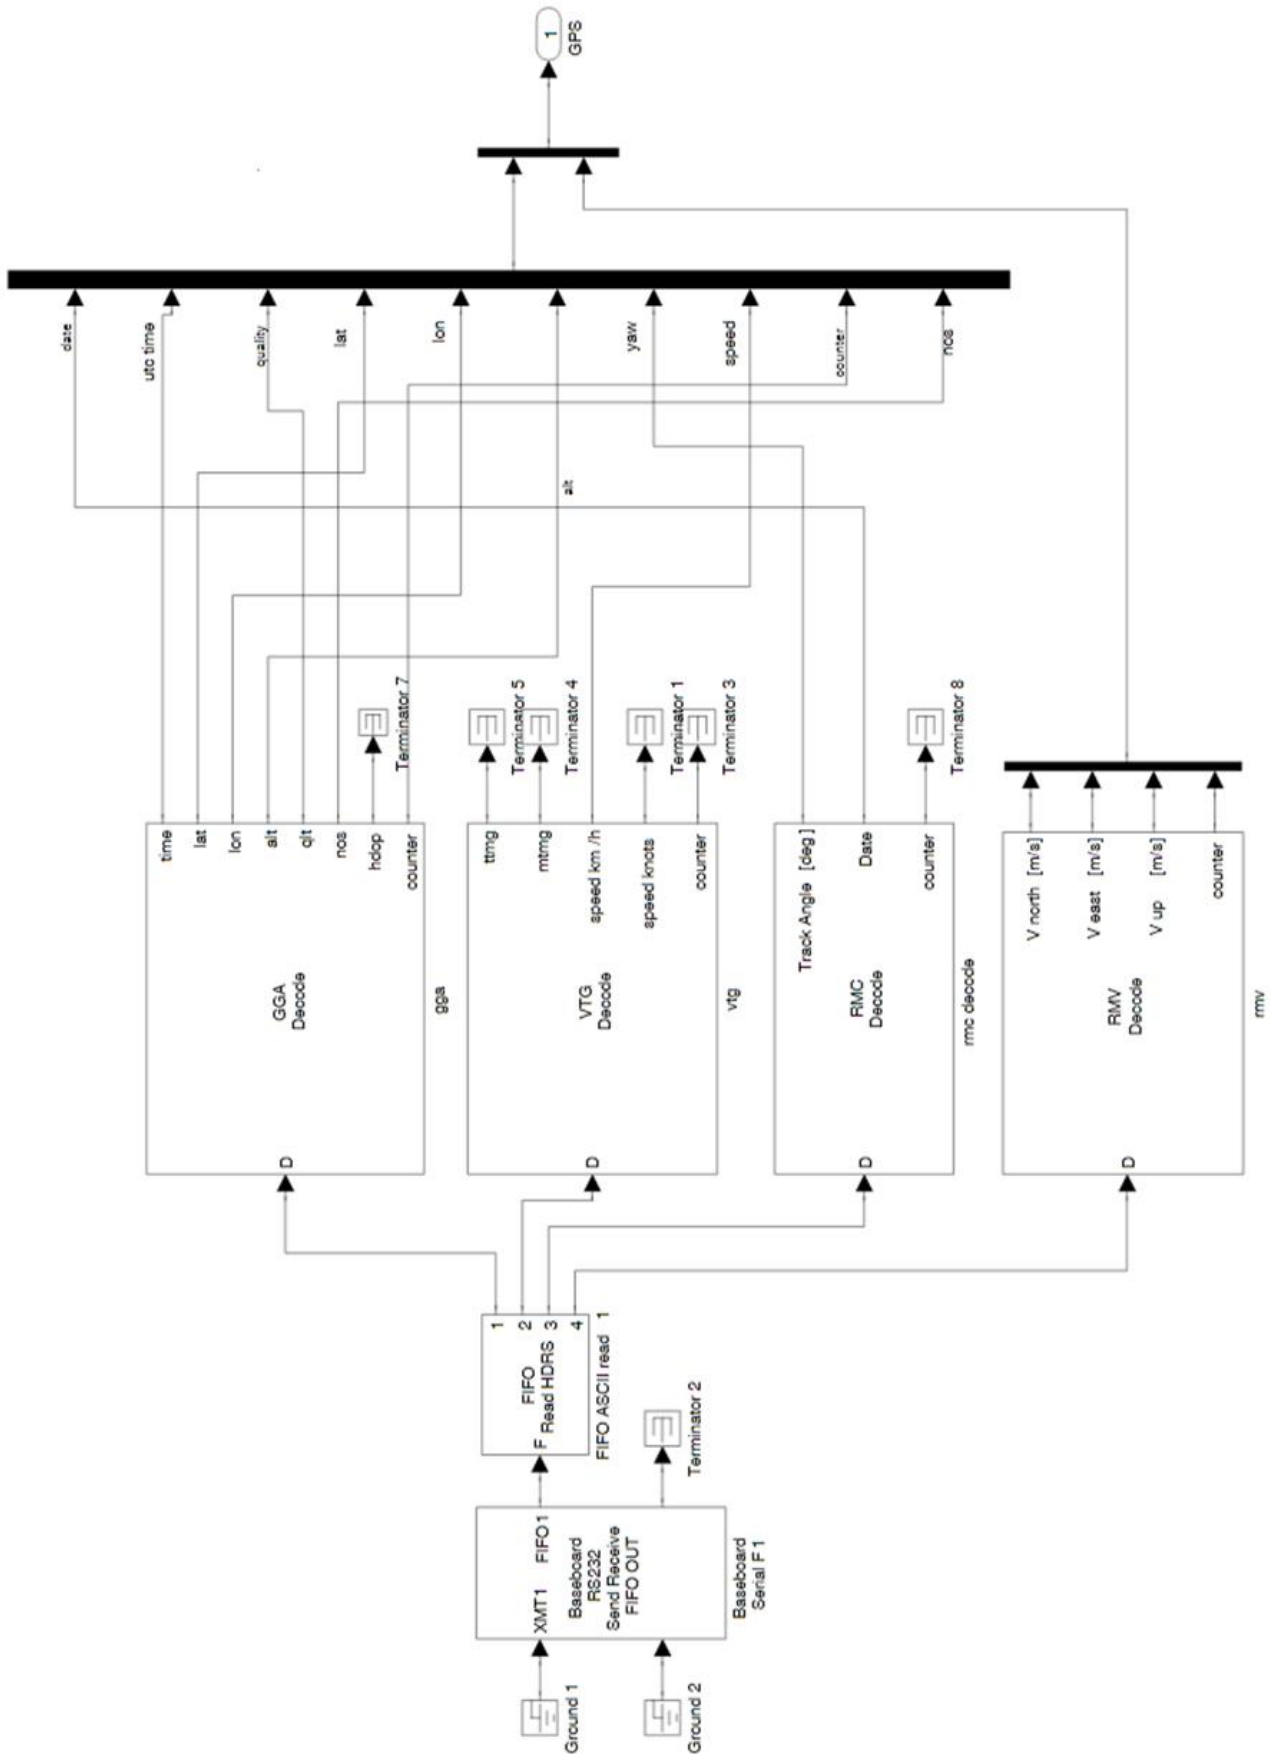 Ground 1
Ground 2
XMT1 FIFO1
Baseboard
RS232
Send Receive
FIFO OUT
Baseboard
Serial F1
Terminator 2
F
FIFO
Read HDRS
1
2
3
4
FIFO ASCII read 1
D
GGA
Decode
time
lat
lon
alt
qlt
nos
hdop
counter
gga
Terminator 7
D
VTG
Decode
ttmg
mtmg
speed km /h
speed knots
counter
vtg
Terminator 5
Terminator 4
Terminator 1
Terminator 3
D
RMC
Decode
Track Angle [deg]
Date
counter
rmc decode
Terminator 8
D
RMV
Decode
V north [m/s]
V east [m/s]
V up [m/s]
counter
rmv
date
utc time
quality
lat
lon
alt
yaw
speed
counter
nos
1
GPS